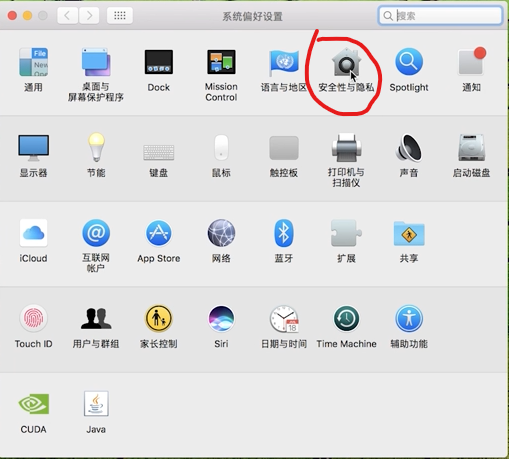 系统偏好设置
搜索
File
New
Open
通用
桌面与
屏幕保护程序
Dock
Mission
Control
语言与地区
安全性与隐私
Spotlight
通知
显示器
节能
键盘
鼠标
触控板
打印机与
扫描仪
声音
启动磁盘
iCloud
互联网
帐户
App Store
网络
蓝牙
扩展
共享
Touch ID
用户与群组
家长控制
Siri
JUL
18
日期与时间
Time Machine
辅助功能
CUDA
Java